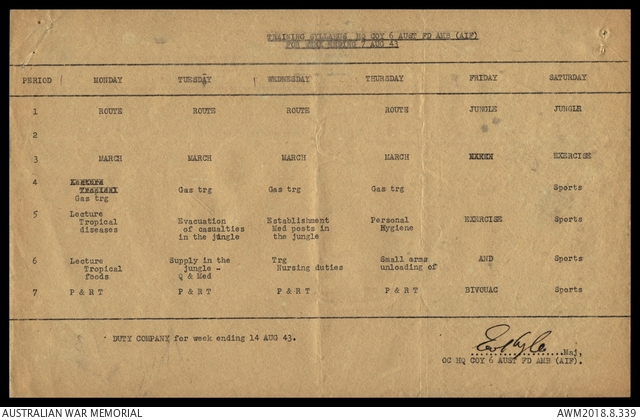 TRAINING SYLLABUS HQ COY 6 AUST FD AMB (AIF)
FOR WEEK ENDING 7 AUG 43
PERIOD MONDAY TUESDAY WEDNESDAY THURSDAY FRIDAY SATURDAY
1 ROUTE ROUTE ROUTE ROUTE JUNGLE JUNGLE
2
3 MARCH MARCH MARCH MARCH EXERCISE
4 Lecture
Tropical Gas trg Gas trg Gas trg Sports
Gas trg
5 Lecture Evacuation Establishment Personal EXERCISE Sports
Tropical of casualties Med posts in Hygiene
diseases in the jungle the jungle
6 Lecture Supply in the Trg Small arms AND Sports
Tropical jungle - Nursing duties unloading of
foods Q & Med
7 P & R T P & R T P & R T P & R T BIVOUAC Sports
DUTY COMPANY for week ending 14 AUG 43.
Maj,
OC HQ COY 6 AUST FD AMB (AIF).
AUSTRALIAN WAR MEMORIAL AWM2018.8.339